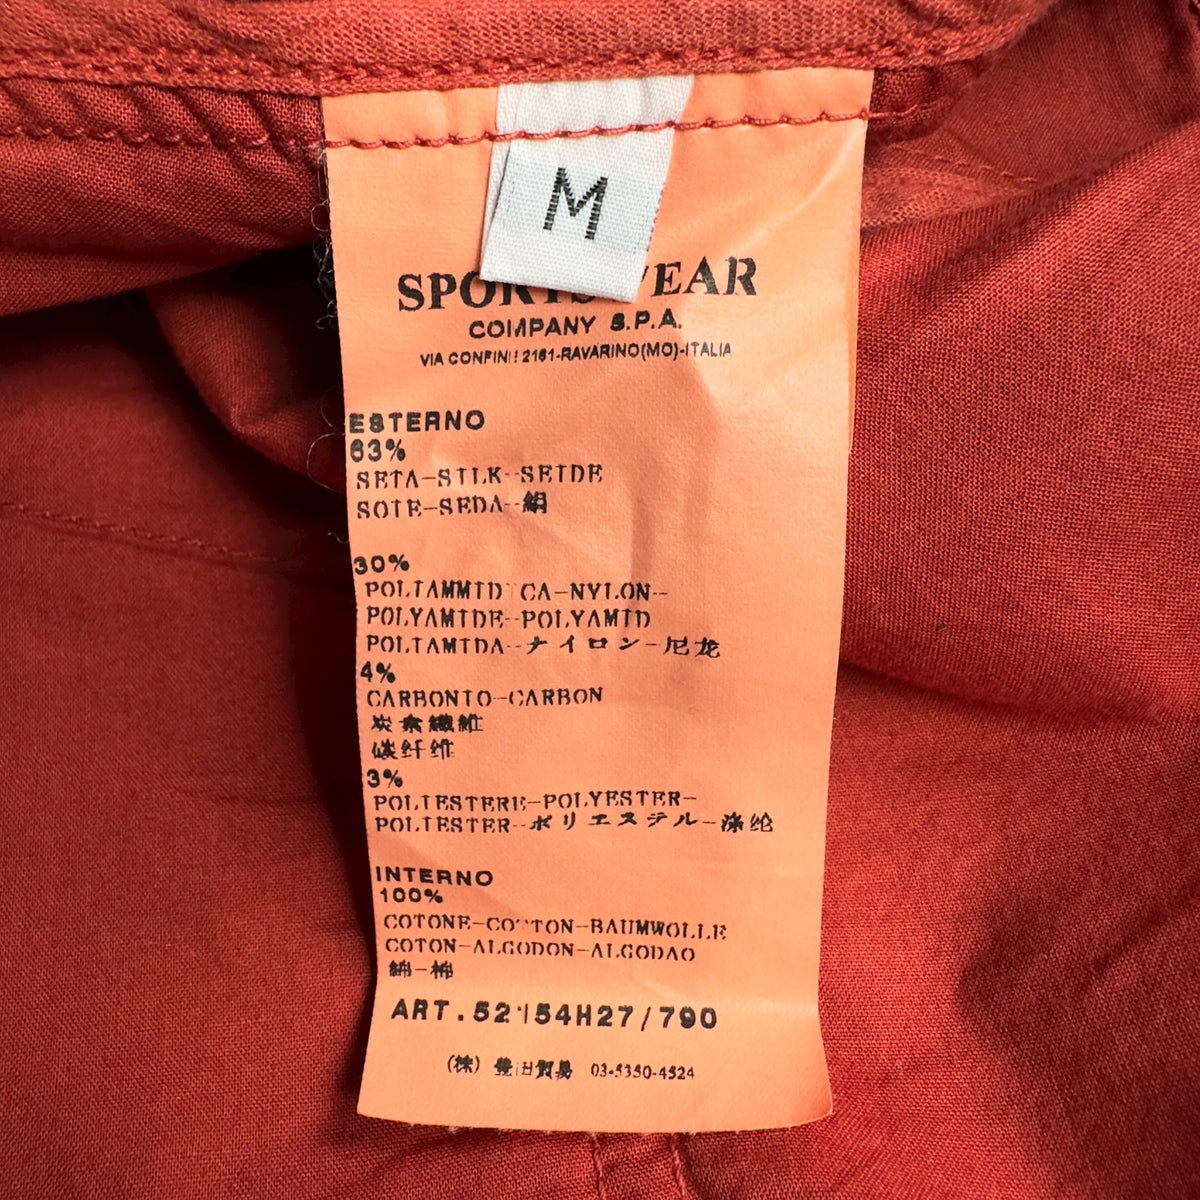 M
COMPANY S.P.A.
VIA CONFINI 2161-RAVARINO(MO)-ITALIA
ESTERNO
63%
SETA-SILK-SEIDE
SOIE-SEDA-絹
30%
POLIAMMIDICA-NYLON-
POLYAMIDE-POLYAMID
POLIAMIDA-ナイロン-尼龙
4%
CARBONIO-CARBON
炭素繊維
碳纤维
3%
POLIESTERE-POLYESTER-
POLIESTER-ポリエステル-涤纶
INTERNO
100%
COTONE-COTTON-BAUMWOLLE
COTON-ALGODON-ALGODAO
綿-棉
ART. 
(株) 豊田貿易 03-5350-4524